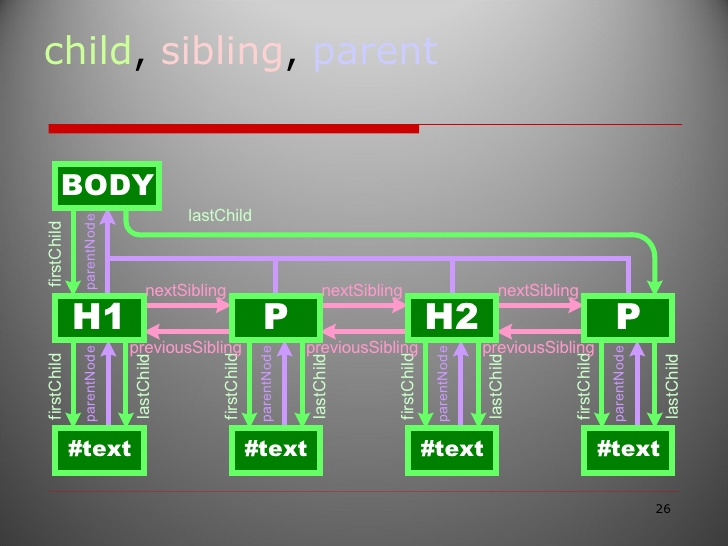 child, sibling, parent
BODY
lastChild
firstChild
parentNode
nextSibling
nextSibling
nextSibling
H1
P
H2
P
previousSibling
previousSibling
previousSibling
firstChild
parentNode
lastChild
firstChild
parentNode
lastChild
firstChild
parentNode
lastChild
firstChild
parentNode
lastChild
#text
#text
#text
#text
26